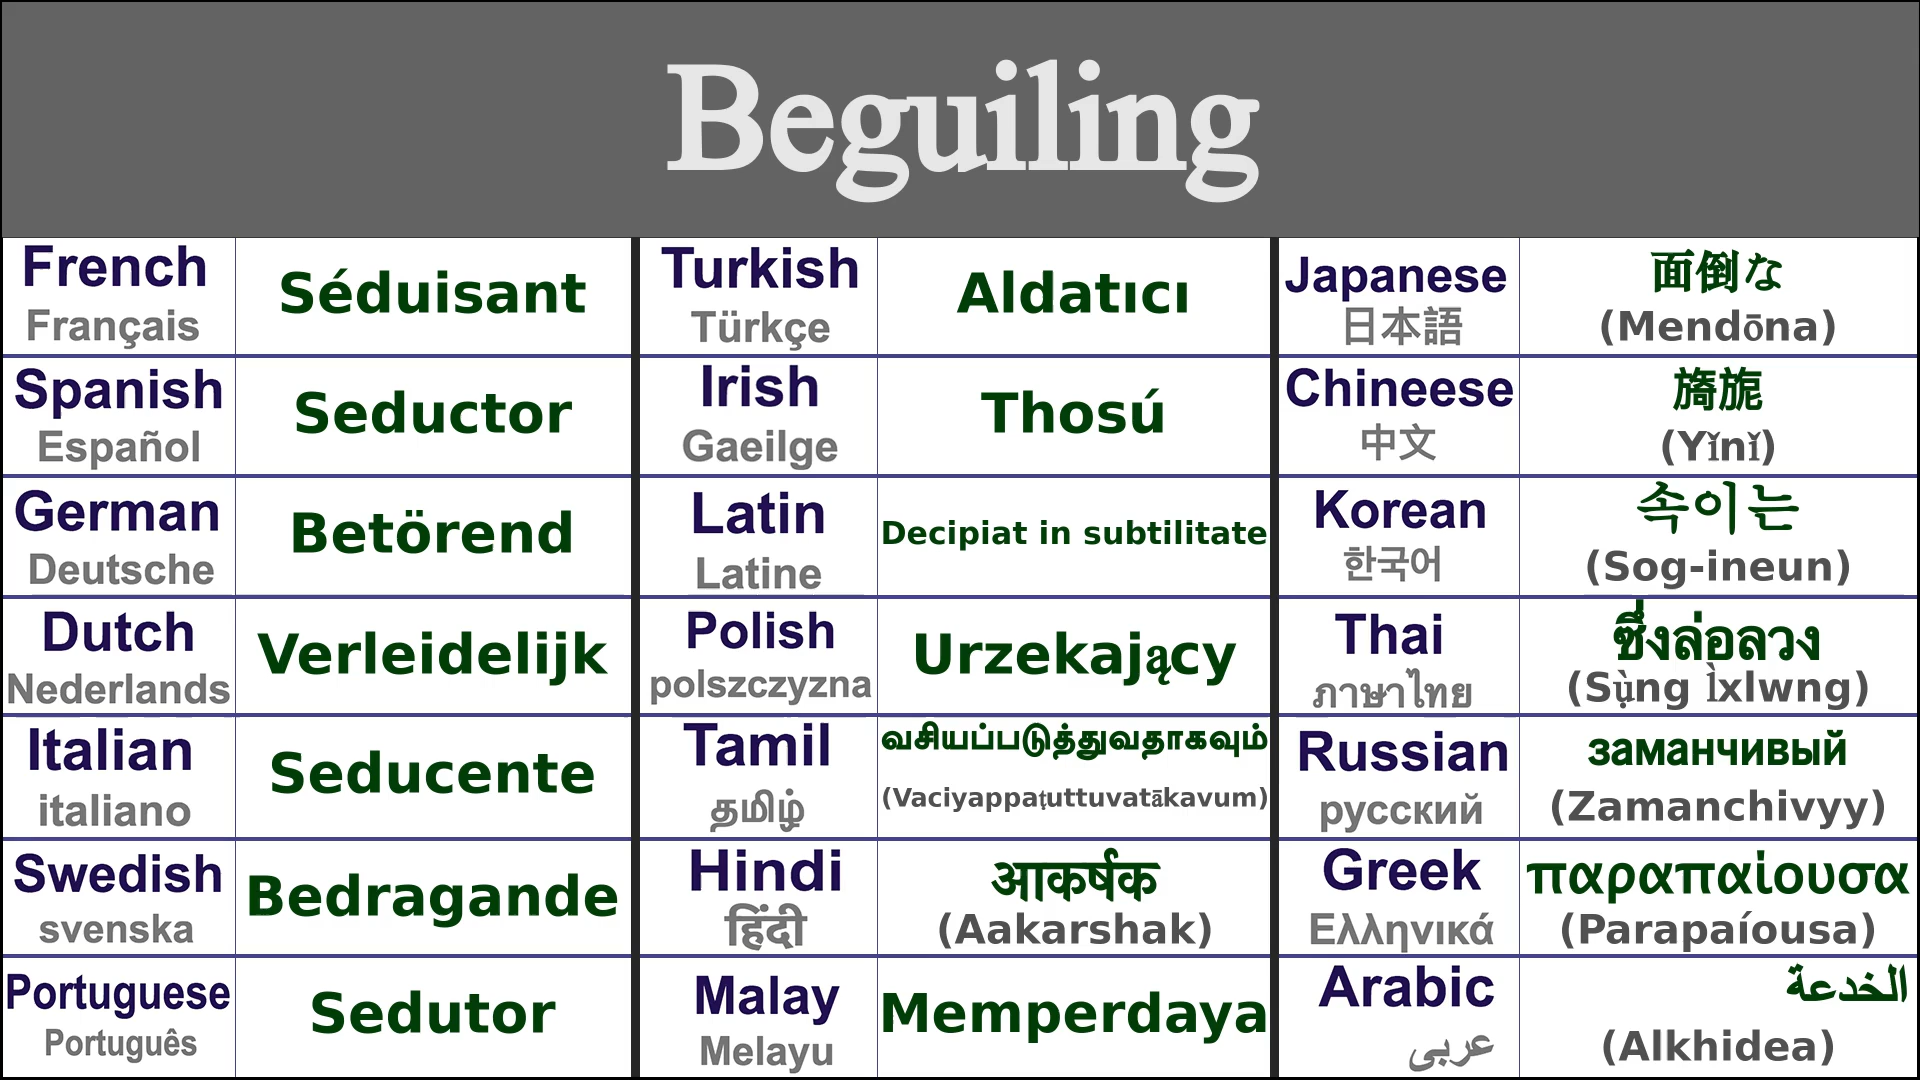 Beguiling
French
Français
Séduisant
Turkish
Türkçe
Aldatıcı
Japanese
日本語
面倒な
(Mendōna)
Spanish
Español
Seductor
Irish
Gaeilge
Thosú
Chineese
中文
旖旎
(Yǐnǐ)
German
Deutsche
Betörend
Latin
Latine
Decipiat in subtilitate
Korean
한국어
속이는
(Sog-ineun)
Dutch
Nederlands
Verleidelijk
Polish
polszczyzna
Urzekający
Thai
ภาษาไทย
ซึ่งล่อลวง
(Sụ̀ng l̀xlwng)
Italian
italiano
Seducente
Tamil
தமிழ்
வசியப்படுத்துவதாகவும்
(Vaciyappaṭuttuvatākavum)
Russian
русский
заманчивый
(Zamanchivyy)
Swedish
svenska
Bedragande
Hindi
हिंदी
आकर्षक
(Aakarshak)
Greek
Ελληνικά
παραπαίουσα
(Parapaíousa)
Portuguese
Português
Sedutor
Malay
Melayu
Memperdaya
Arabic
عربى
الخدعة
(Alkhidea)